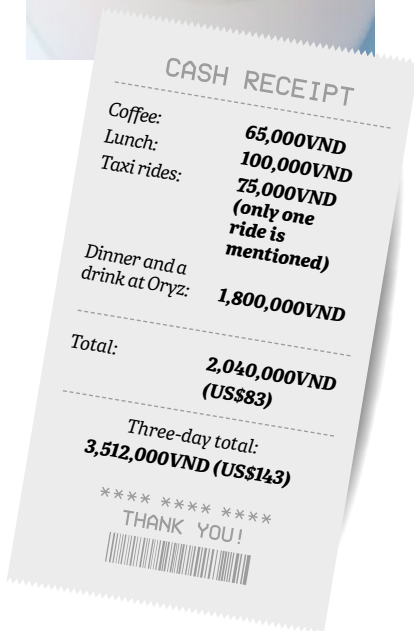 CASH RECEIPT
Coffee: 65,000VND
Lunch: 100,000VND
Taxi rides: 75,000VND
(only one
ride is
mentioned)
Dinner and a
drink at Oryz: 1,800,000VND
Total: 2,040,000VND
(US$83)
Three-day total:
3,512,000VND (US$143)
**** **** ****
THANK YOU!